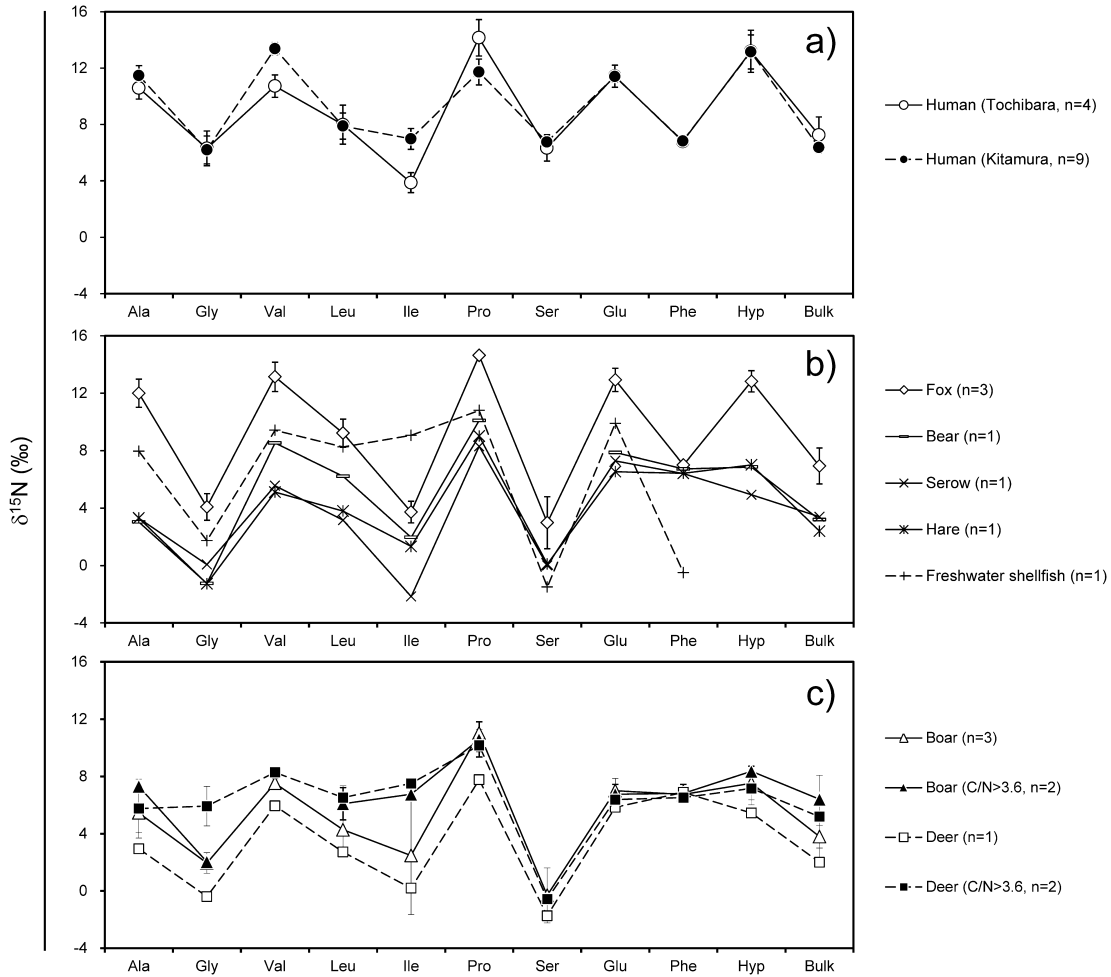 δ15N (‰)
a)
16
12
8
4
0
-4
Ala Gly Val Leu Ile Pro Ser Glu Phe Hyp Bulk
Human (Tochibara, n=4)
Human (Kitamura, n=9)
b)
16
12
8
4
0
-4
Ala Gly Val Leu Ile Pro Ser Glu Phe Hyp Bulk
Fox (n=3)
Bear (n=1)
Serow (n=1)
Hare (n=1)
Freshwater shellfish (n=1)
c)
16
12
8
4
0
-4
Ala Gly Val Leu Ile Pro Ser Glu Phe Hyp Bulk
Boar (n=3)
Boar (C/N>3.6, n=2)
Deer (n=1)
Deer (C/N>3.6, n=2)